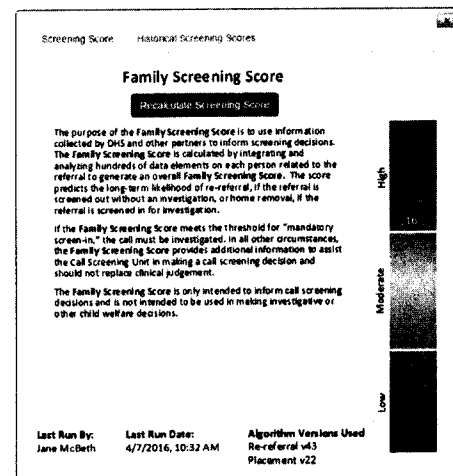 Screening Score Historical Screening Scores
Family Screening Score
Recalculate Screening Score
The purpose of the Family Screening Score is to use information
collected by DHS and other partners to inform screening decisions.
The Family Screening Score is calculated by integrating and
analyzing hundreds of data elements on each person related to the
referral to generate an overall Family Screening Score. The score
predicts the long-term likelihood of re-referral, if the referral is
screened out without an investigation, or home removal, if the
referral is screened in for investigation.
If the Family Screening Score meets the threshold for "mandatory
screen-in," the call must be investigated. In all other circumstances,
the Family Screening Score provides additional information to assist
the Call Screening Unit in making a call screening decision and
should not replace clinical judgement.
The Family Screening Score is only intended to inform call screening
decisions and is not intended to be used in making investigative or
other child welfare decisions.
High
16
Moderate
Low
Last Run By: Last Run Date: Algorithm Versions Used
Jane McBeth 4/7/2016, 10:32 AM Re-referral v43
Placement v22